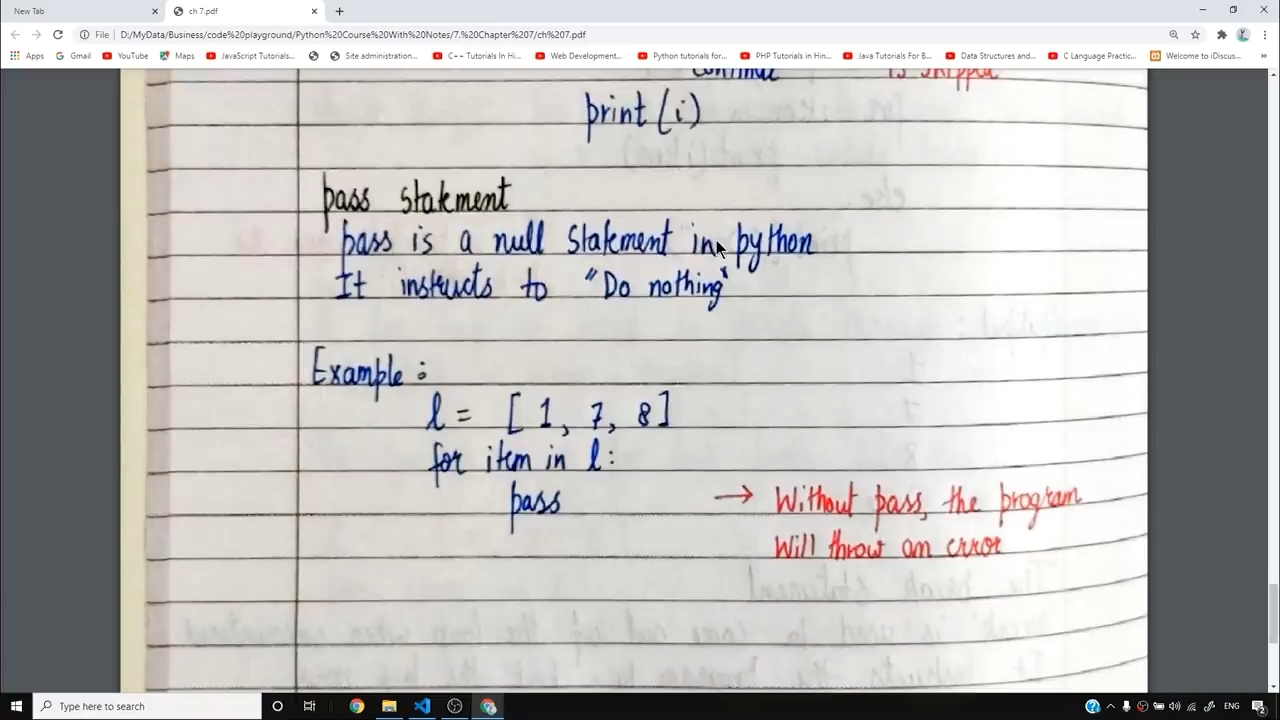 New Tab
ch 7.pdf
File
D:/MyData/Business/code%20playground/Python%20Course%20With%20Notes/7.%20Chapter%207/ch%207.pdf
Apps
Gmail
YouTube
Maps
JavaScript Tutorials...
Site administration...
C++ Tutorials In Hi...
Web Development...
Python tutorials for...
PHP Tutorials in Hin...
Java Tutorials For B...
Data Structures and...
C Language Practic...
Welcome to iDiscus...
continue is skipped
print(i)
pass statement
pass is a null statement in python
It instructs to "Do nothing"
Example :
l = [ 1, 7, 8 ]
for item in l:
pass → Without pass, the program
Will throw an error
Type here to search
ENG
2